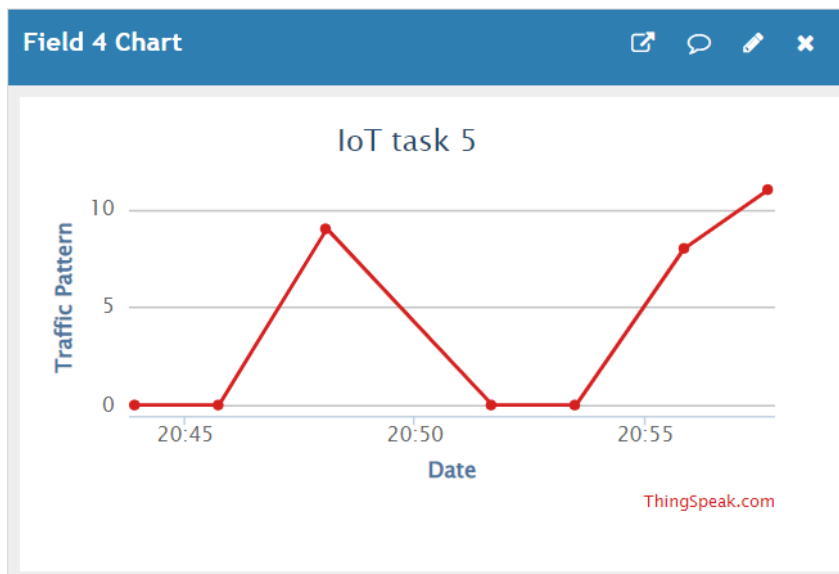 Field 4 Chart
IoT task 5
Traffic Pattern
10
5
0
20:45 20:50 20:55
Date
ThingSpeak.com